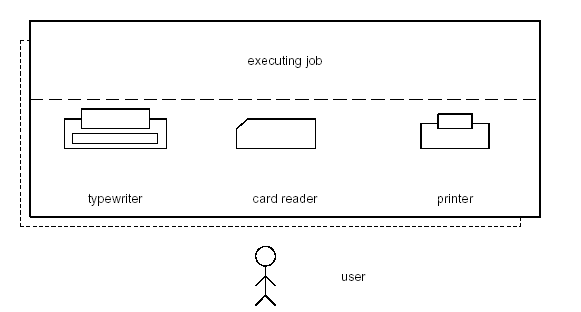 executing job
typewriter
card reader
printer
user